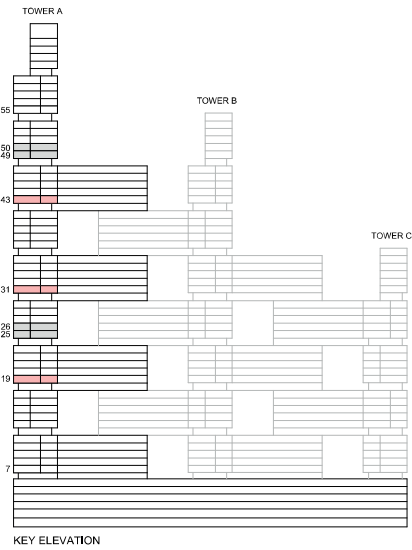 TOWER A
55
TOWER B
50
49
43
TOWER C
31
26
25
19
7
KEY ELEVATION